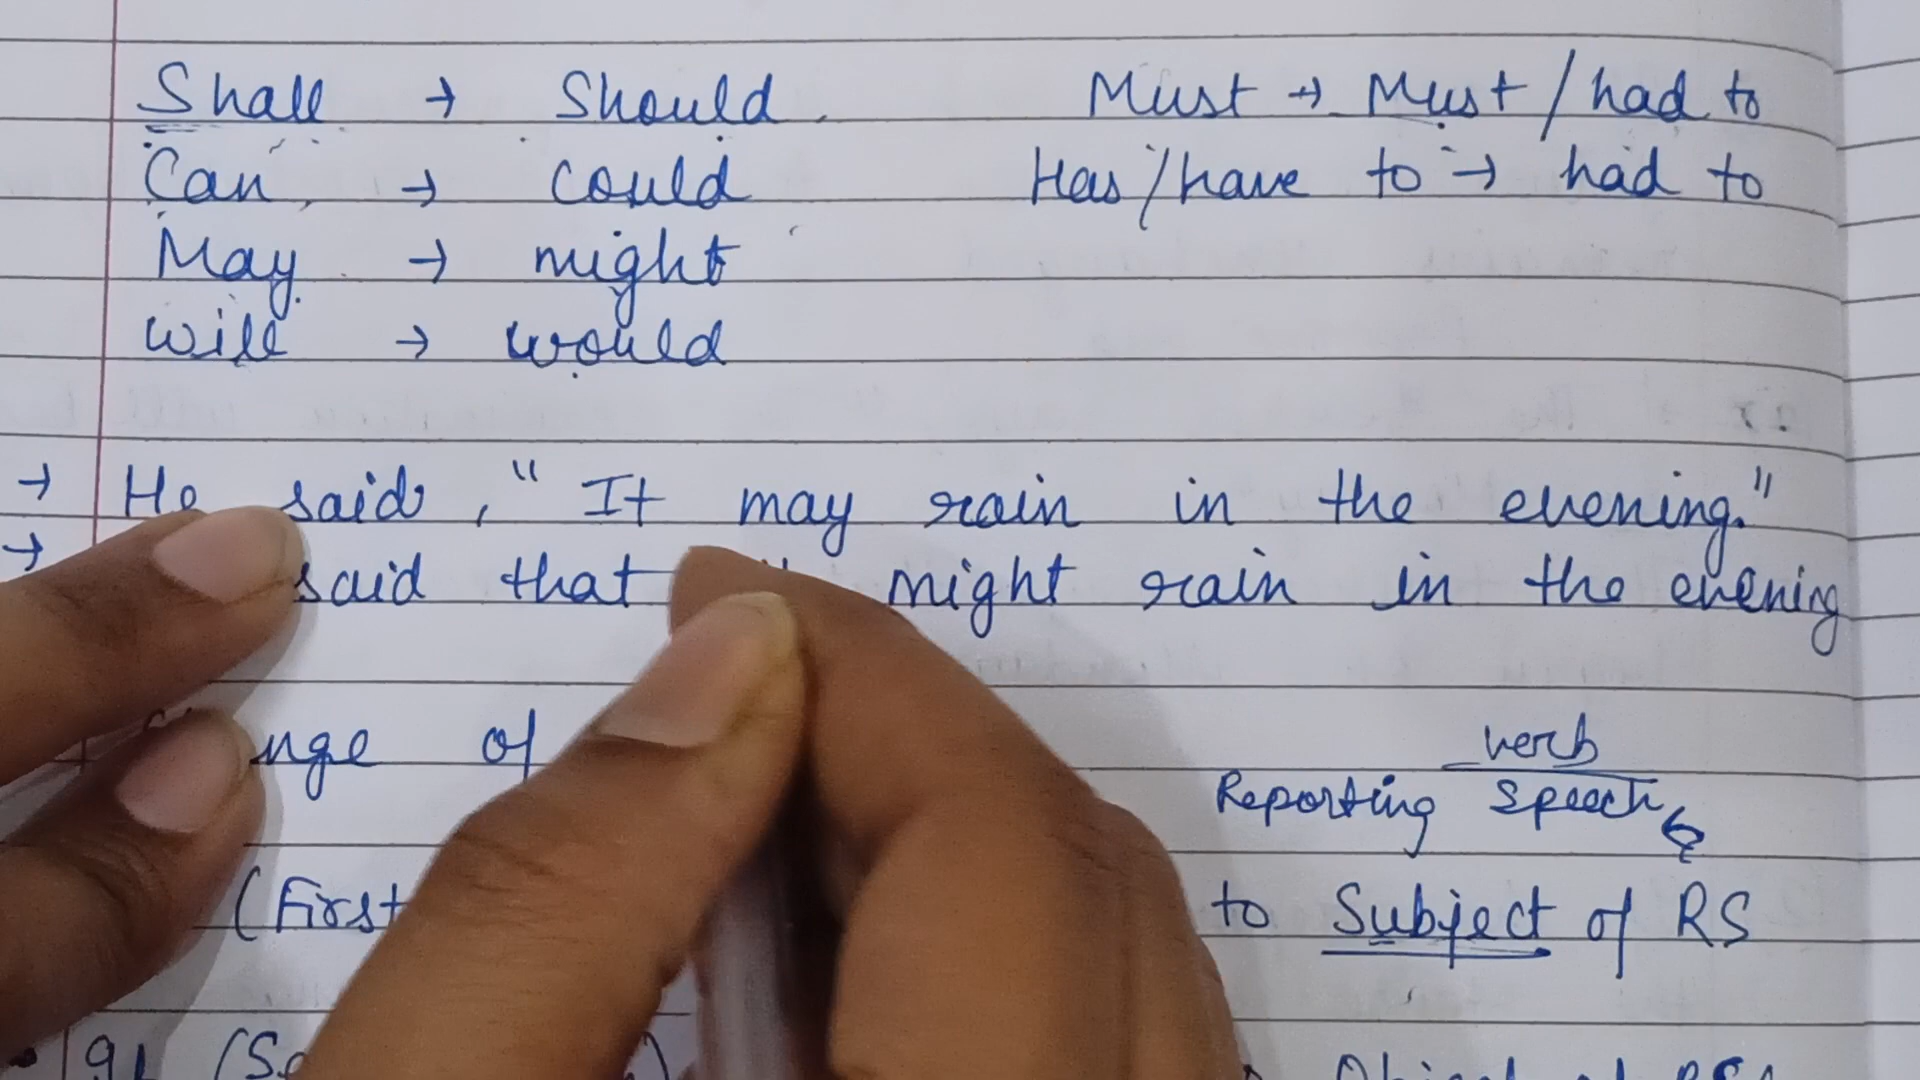 Shall → Should
Can → could
May → might
will → would
Must → Must / had to
Has/have to → had to
→ He said, " It may rain in the evening."
→ said that might rain in the evening
of
verb
Reporting Speech
(First to Subject of RS